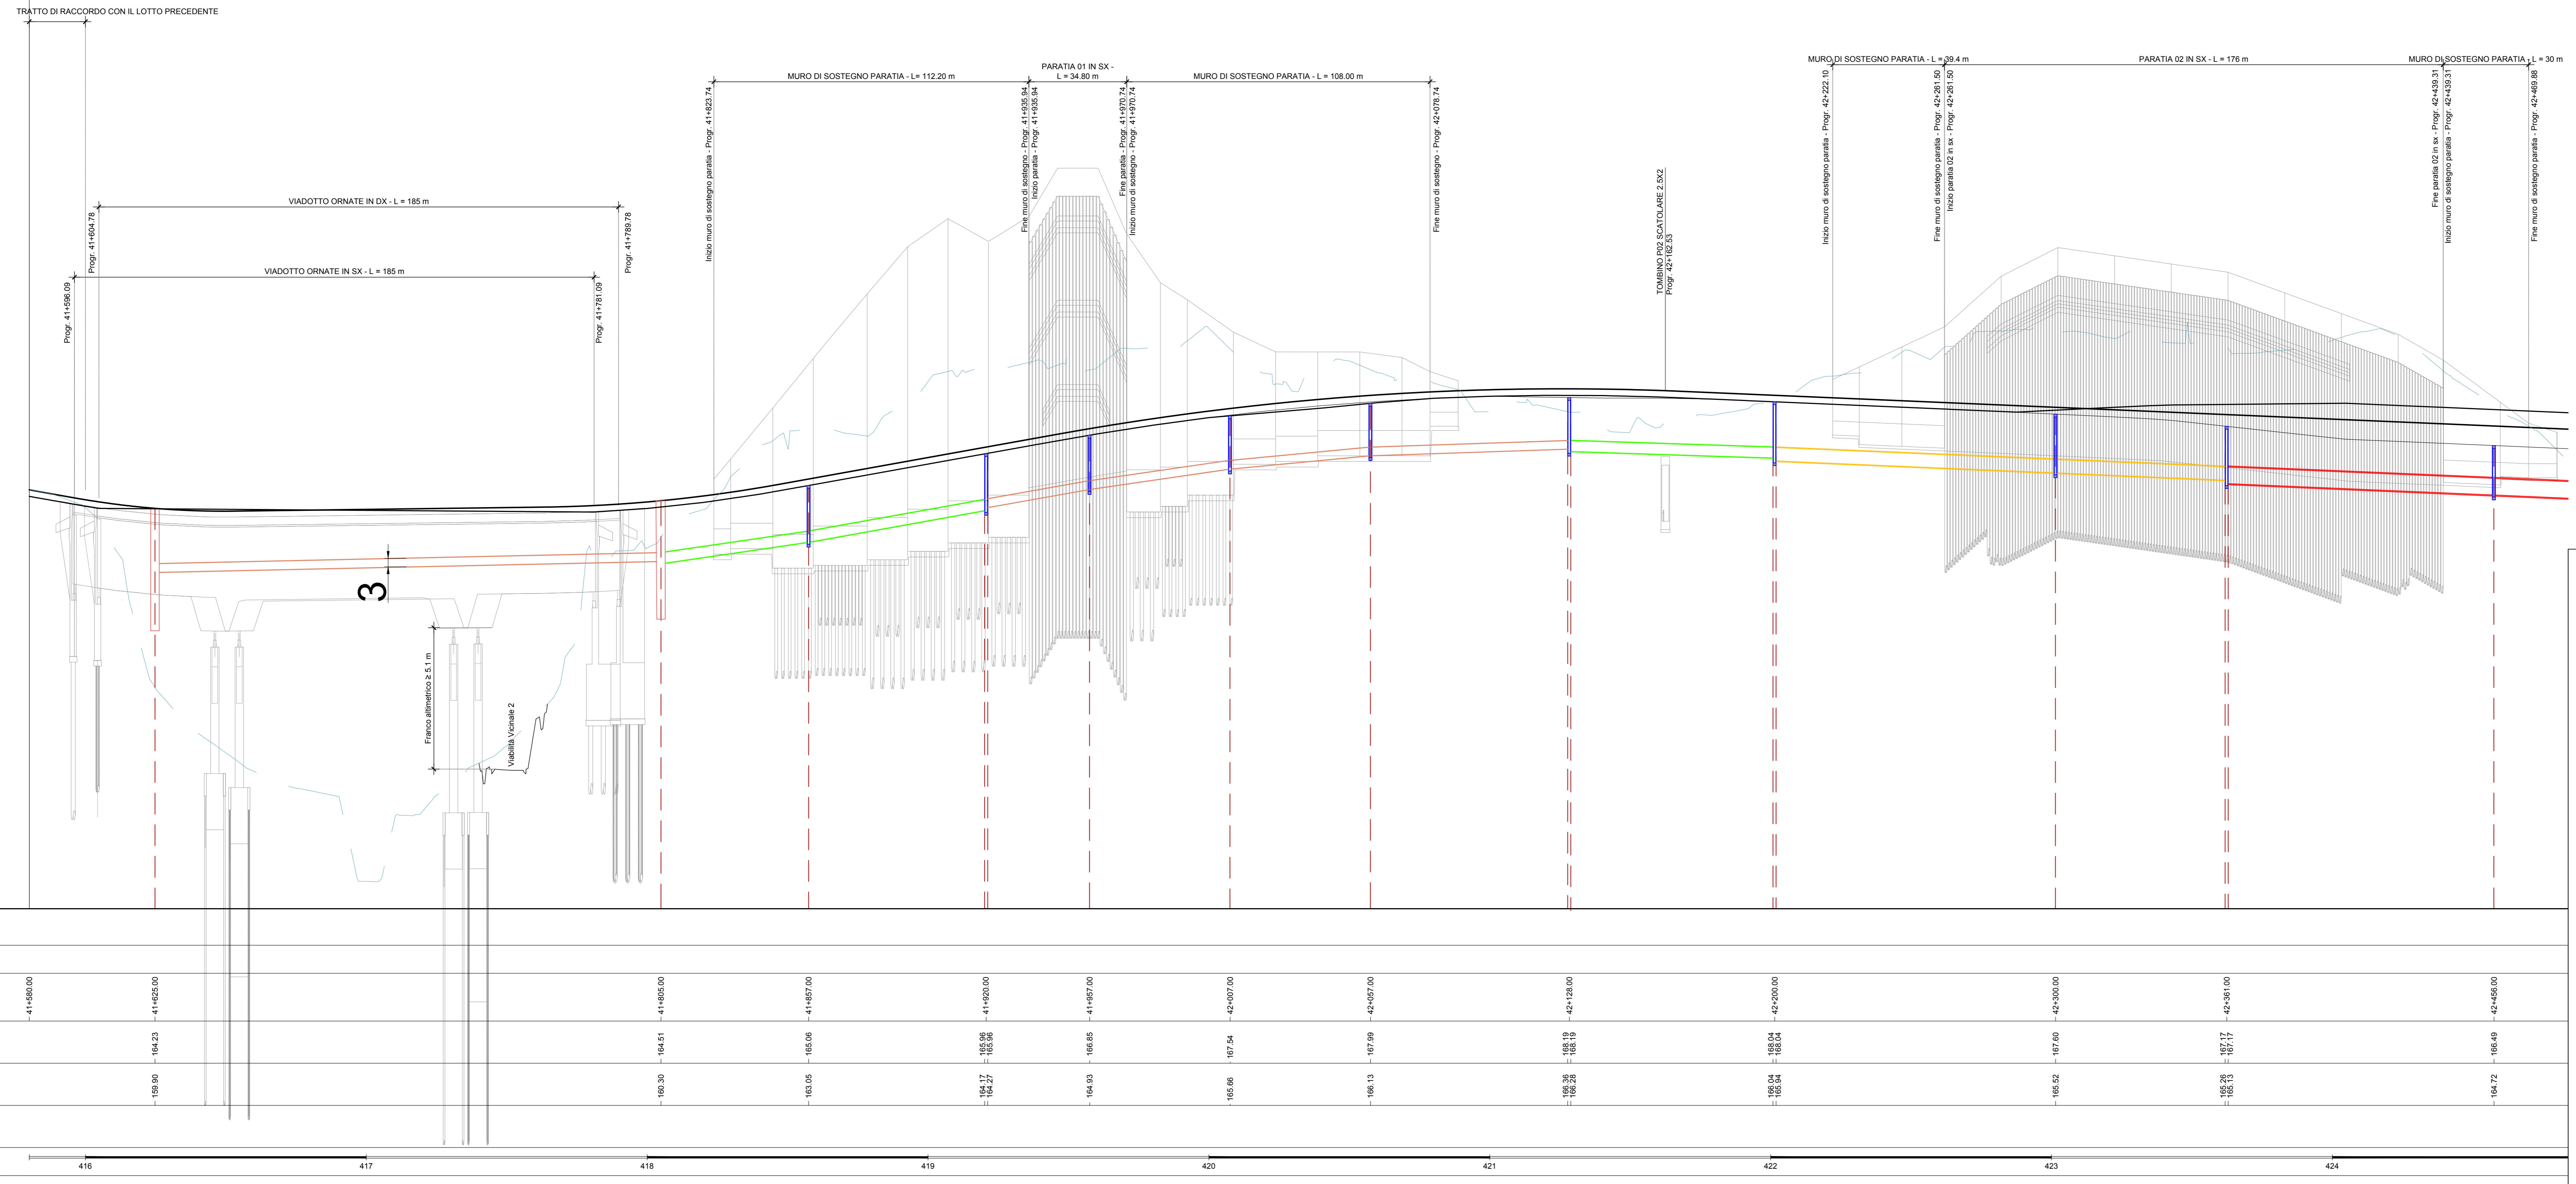 TRATTO DI RACCORDO CON IL LOTTO PRECEDENTE
VIADOTTO ORNATE IN DX - L = 185 m
Progr. 41+604.78
Progr. 41+789.78
VIADOTTO ORNATE IN SX - L = 185 m
Progr. 41+596.09
Progr. 41+781.09
MURO DI SOSTEGNO PARATIA - L= 112.20 m
PARATIA 01 IN SX -
L = 34.80 m
MURO DI SOSTEGNO PARATIA - L = 108.00 m
Inizio muro di sostegno paratia - Progr. 41+823.74
Fine muro di sostegno - Progr. 41+935.94
Inizio paratia - Progr. 41+935.94
Fine paratia - Progr. 41+970.74
Inizio muro di sostegno - Progr. 41+970.74
Fine muro di sostegno - Progr. 42+078.74
TOMBINO P02 SCATOLARE 2.5X2
Progr. 42+162.53
MURO DI SOSTEGNO PARATIA - L = 39.4 m
PARATIA 02 IN SX - L = 176 m
MURO DI SOSTEGNO PARATIA - L = 30 m
Inizio muro di sostegno paratia - Progr. 42+222.10
Fine muro di sostegno paratia - Progr. 42+261.50
Inizio paratia 02 in sx - Progr. 42+261.50
Fine paratia 02 in sx - Progr. 42+439.31
Inizio muro di sostegno paratia - Progr. 42+439.31
Fine muro di sostegno paratia - Progr. 42+469.88
3
Franco altimetrico ≥ 5.1 m
Viabilità Vicinale 2
41+580.00
41+625.00
41+805.00
41+857.00
41+920.00
41+957.00
42+007.00
42+057.00
42+128.00
42+200.00
42+300.00
42+361.00
42+456.00
164.23
164.51
165.06
165.96
165.96
166.85
167.54
167.99
168.19
168.19
168.04
168.04
167.60
167.17
167.17
166.49
159.90
160.30
163.05
164.17
164.27
164.93
165.66
166.13
166.36
166.28
166.04
165.94
165.52
165.26
165.13
164.72
416
417
418
419
420
421
422
423
424